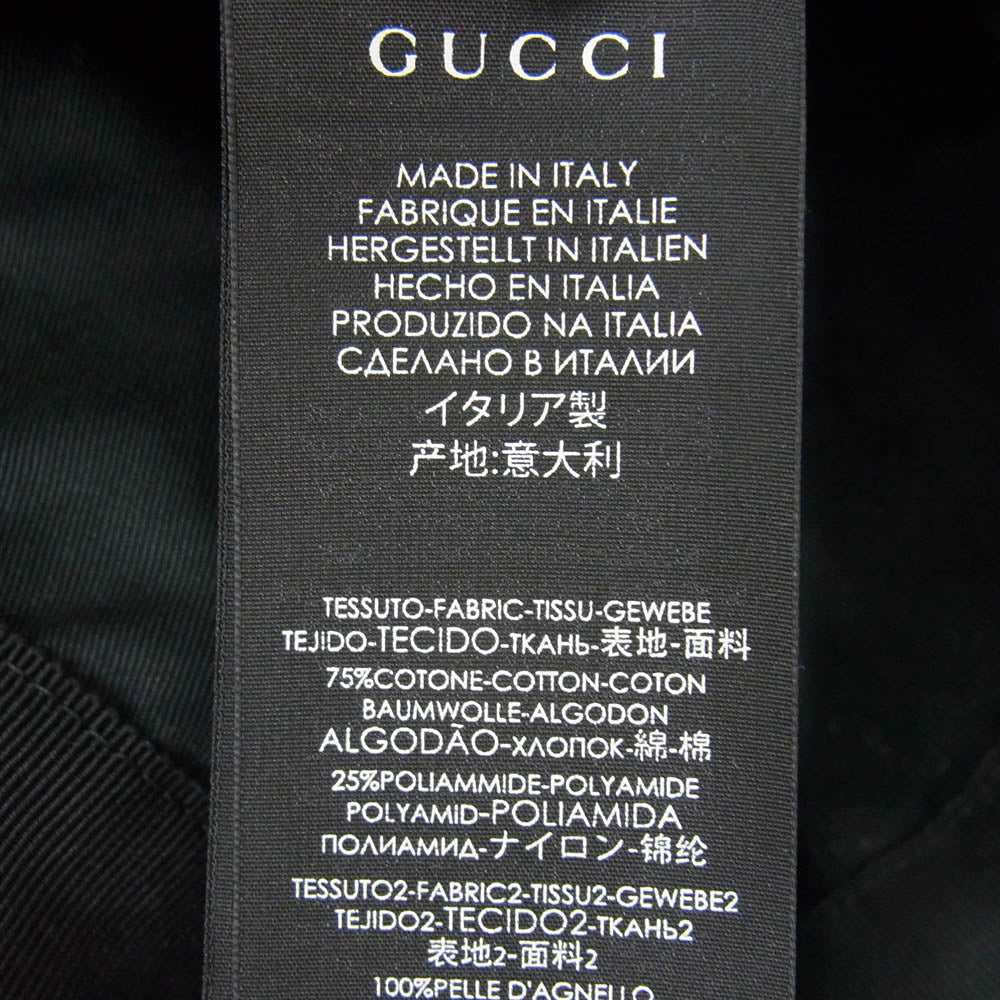 GUCCI
MADE IN ITALY
FABRIQUE EN ITALIE
HERGESTELLT IN ITALIEN
HECHO EN ITALIA
PRODUZIDO NA ITALIA
СДЕЛАНО В ИТАЛИИ
イタリア製
产地:意大利
TESSUTO-FABRIC-TISSU-GEWEBE
TEJIDO-TECIDO-ТКАНЬ-表地-面料
75%COTONE-COTTON-COTON
BAUMWOLLE-ALGODON
ALGODÃO-ХЛОПОК-綿-棉
25%POLIAMMIDE-POLYAMIDE
POLYAMID-POLIAMIDA
ПОЛИАМИД-ナイロン-锦纶
TESSUTO2-FABRIC2-TISSU2-GEWEBE2
TEJIDO2-TECIDO2-ТКАНЬ2
表地2-面料2
100%PELLE D'AGNELLO